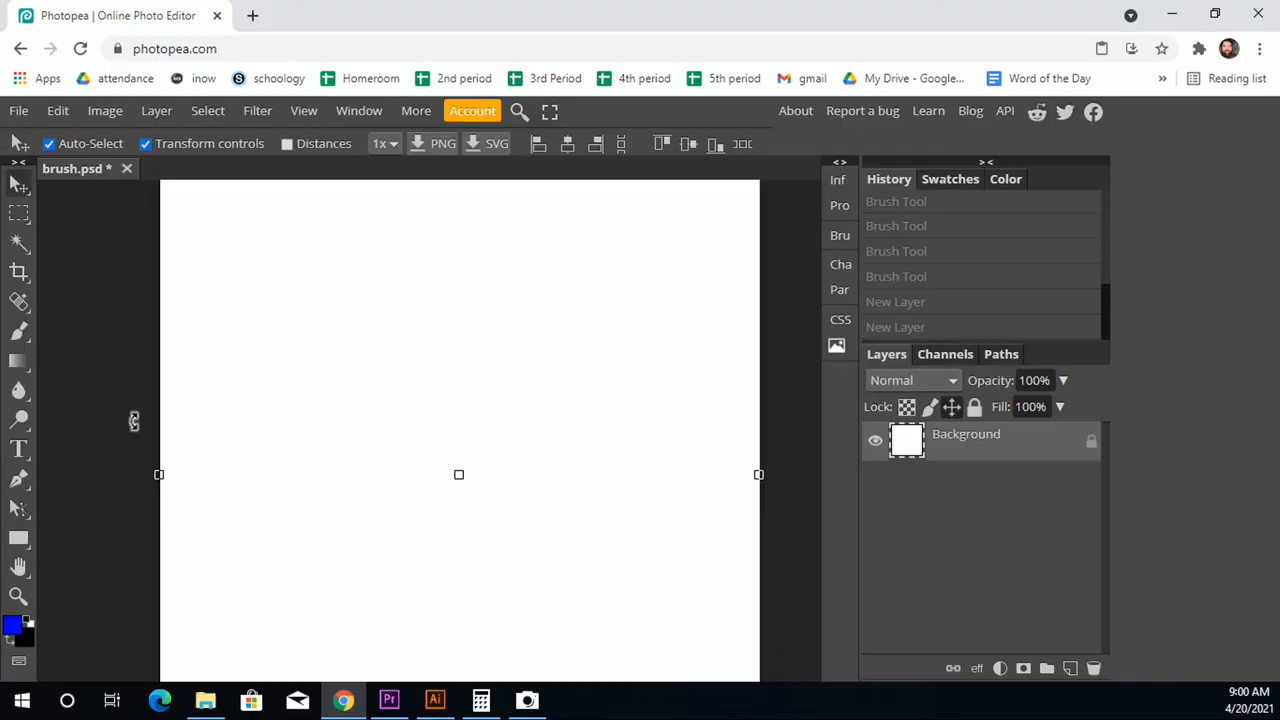 Photopea | Online Photo Editor
photopea.com
Apps attendance inow schoology Homeroom 2nd period 3rd Period 4th period 5th period gmail My Drive - Google... Word of the Day » Reading list
File Edit Image Layer Select Filter View Window More Account About Report a bug Learn Blog API
Auto-Select Transform controls Distances 1x PNG SVG
brush.psd *
Inf
Pro
Bru
Cha
Par
CSS
History Swatches Color
Brush Tool
Brush Tool
Brush Tool
Brush Tool
New Layer
New Layer
Layers Channels Paths
Normal Opacity: 100%
Lock: Fill: 100%
Background
eff
9:00 AM
4/20/2021